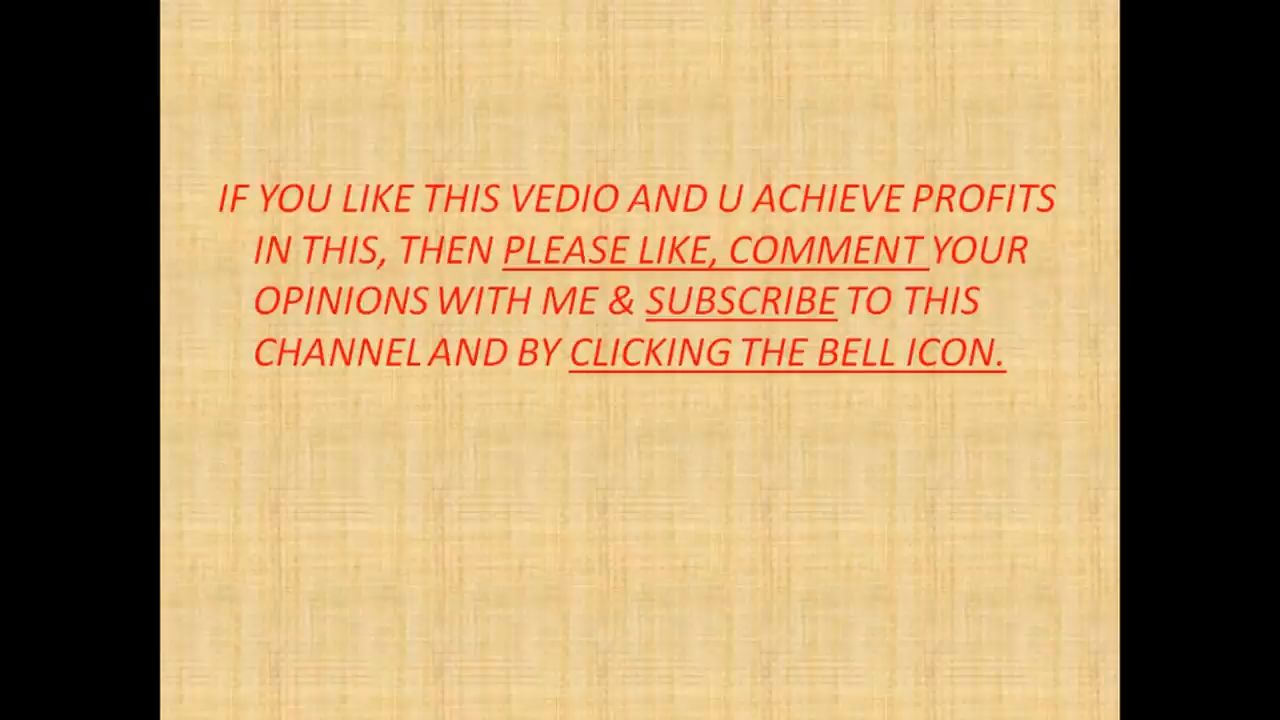 IF YOU LIKE THIS VEDIO AND U ACHIEVE PROFITS
IN THIS, THEN PLEASE LIKE, COMMENT YOUR
OPINIONS WITH ME & SUBSCRIBE TO THIS
CHANNEL AND BY CLICKING THE BELL ICON.